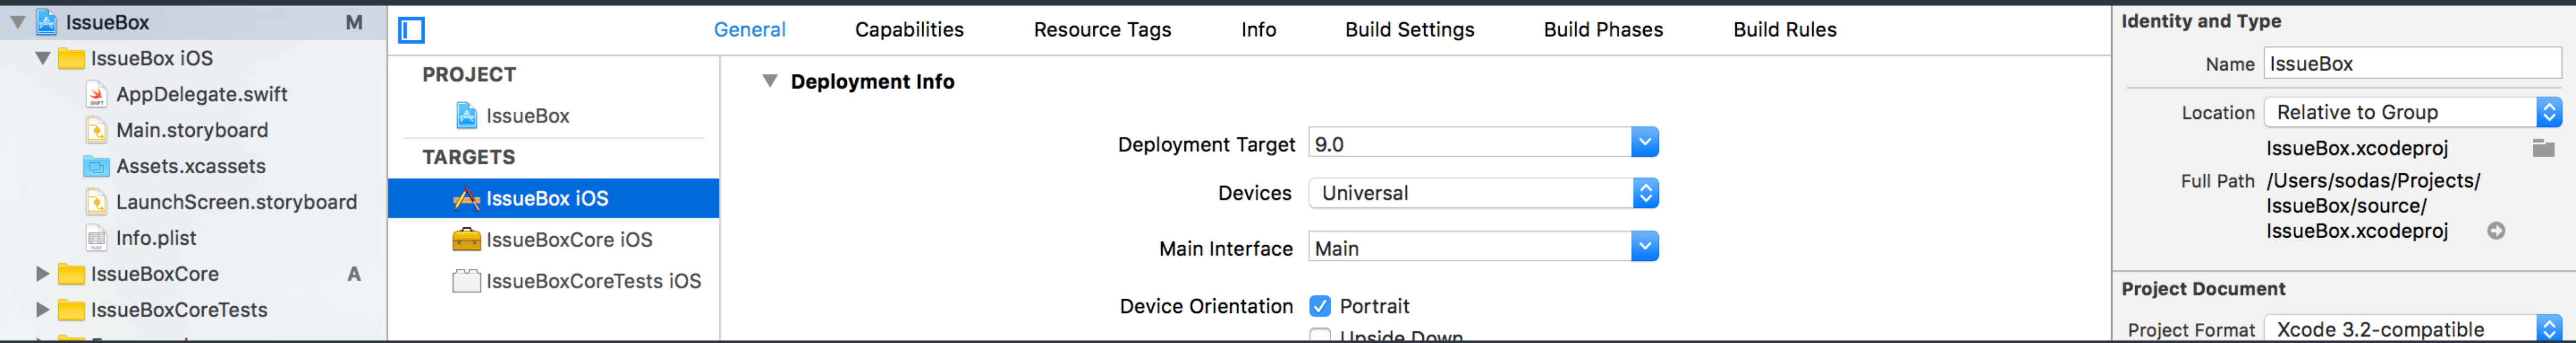 IssueBox M
IssueBox iOS
AppDelegate.swift
Main.storyboard
Assets.xcassets
LaunchScreen.storyboard
Info.plist
IssueBoxCore A
IssueBoxCoreTests
General Capabilities Resource Tags Info Build Settings Build Phases Build Rules
PROJECT
IssueBox
TARGETS
IssueBox iOS
IssueBoxCore iOS
IssueBoxCoreTests iOS
Deployment Info
Deployment Target 9.0
Devices Universal
Main Interface Main
Device Orientation Portrait
Upside Down
Identity and Type
Name IssueBox
Location Relative to Group
IssueBox.xcodeproj
Full Path /Users/sodas/Projects/
IssueBox/source/
IssueBox.xcodeproj
Project Document
Project Format Xcode 3.2-compatible